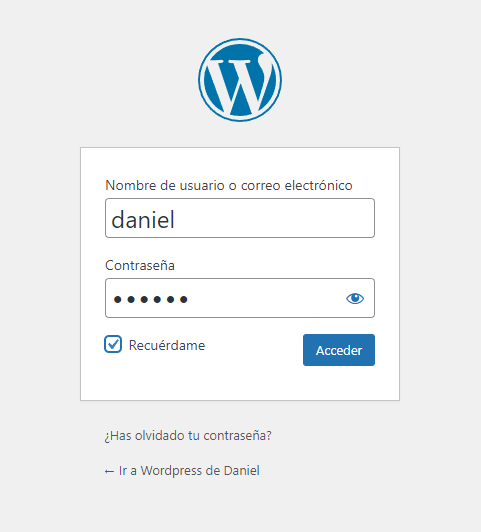 Nombre de usuario o correo electrónico
daniel
Contraseña
●●●●●●
Recuérdame
Acceder
¿Has olvidado tu contraseña?
← Ir a Wordpress de Daniel